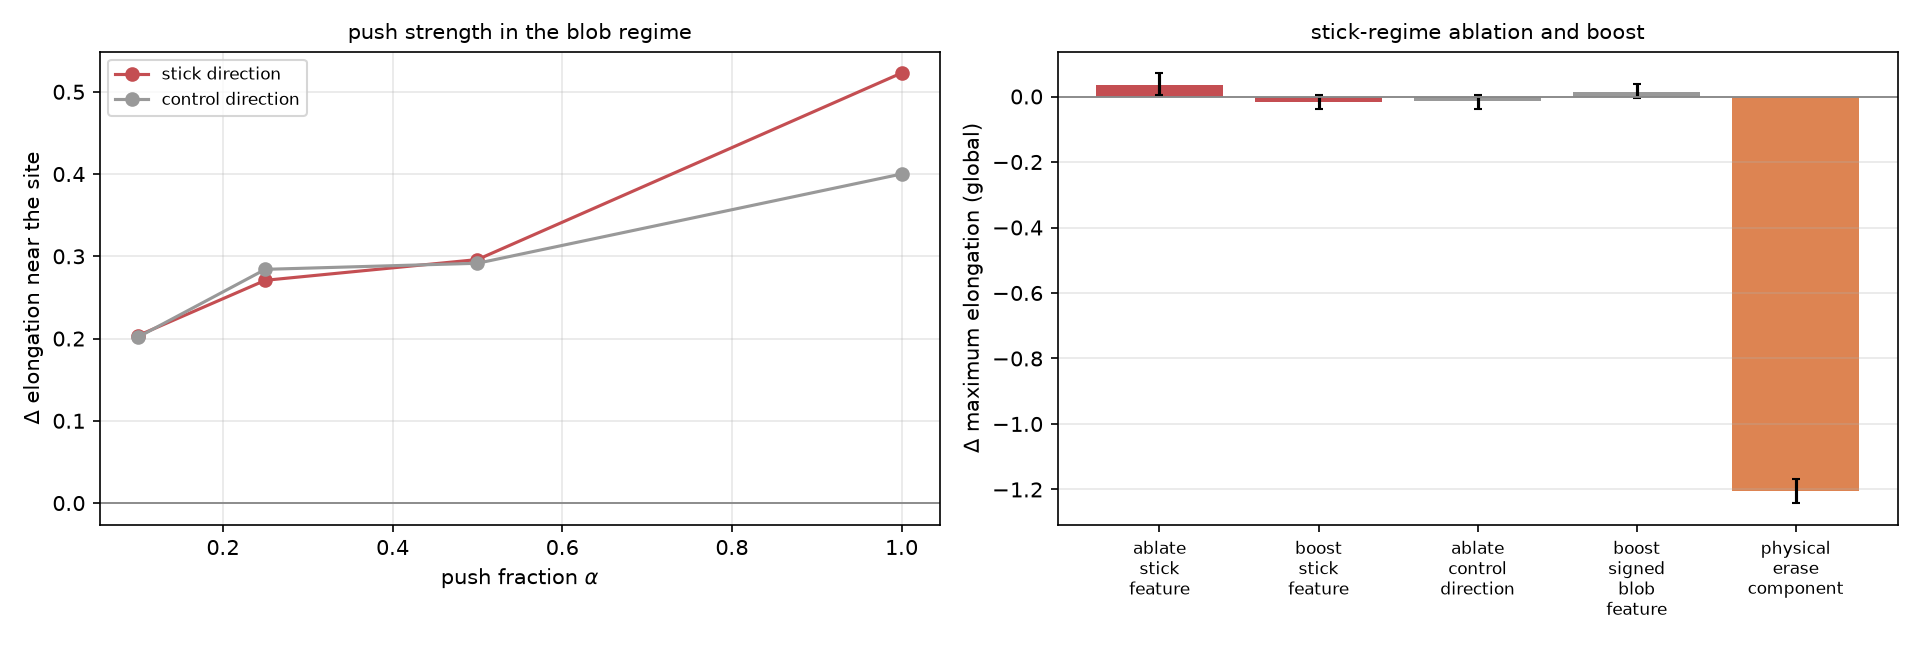 push strength in the blob regime
stick direction
control direction
Δ elongation near the site
0.5
0.4
0.3
0.2
0.1
0.0
0.2
0.4
0.6
0.8
1.0
push fraction α
stick-regime ablation and boost
Δ maximum elongation (global)
0.0
−0.2
−0.4
−0.6
−0.8
−1.0
−1.2
ablate
stick
feature
boost
stick
feature
ablate
control
direction
boost
signed
blob
feature
physical
erase
component